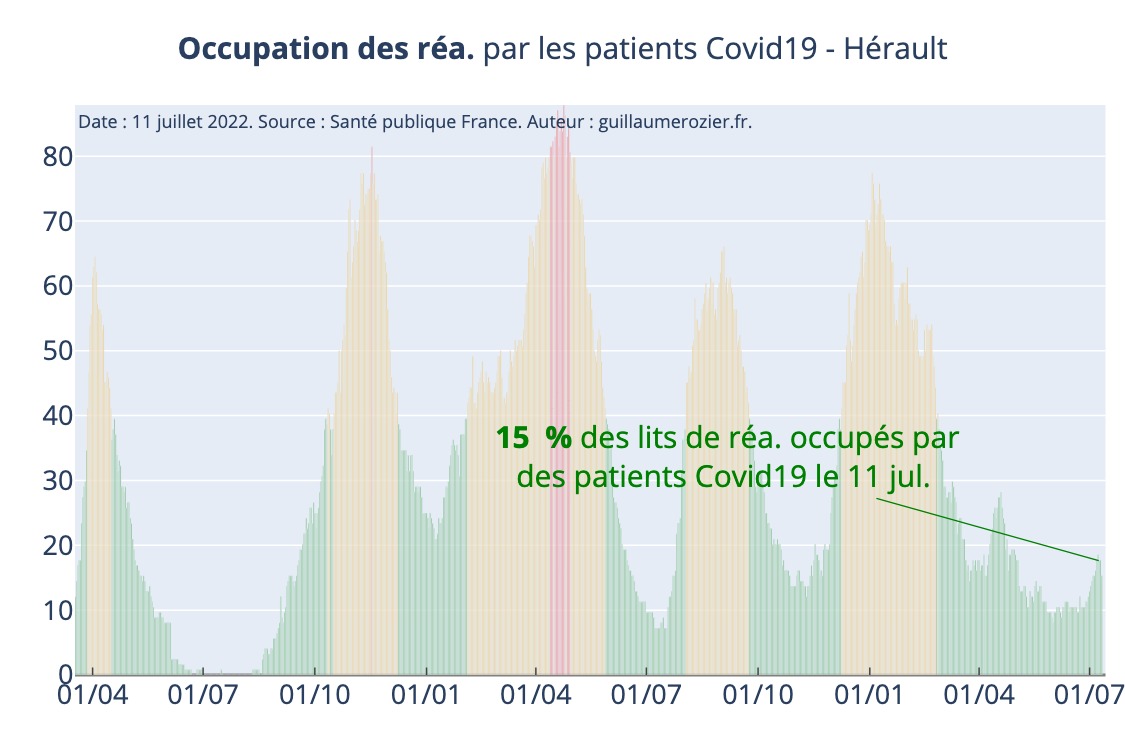 Occupation des réa. par les patients Covid19 - Hérault
Date : 11 juillet 2022. Source : Santé publique France. Auteur : guillaumerozier.fr.
80
70
60
50
40
15 % des lits de réa. occupés par
des patients Covid19 le 11 jul.
30
20
10
0
01/04 01/07 01/10 01/01 01/04 01/07 01/10 01/01 01/04 01/07